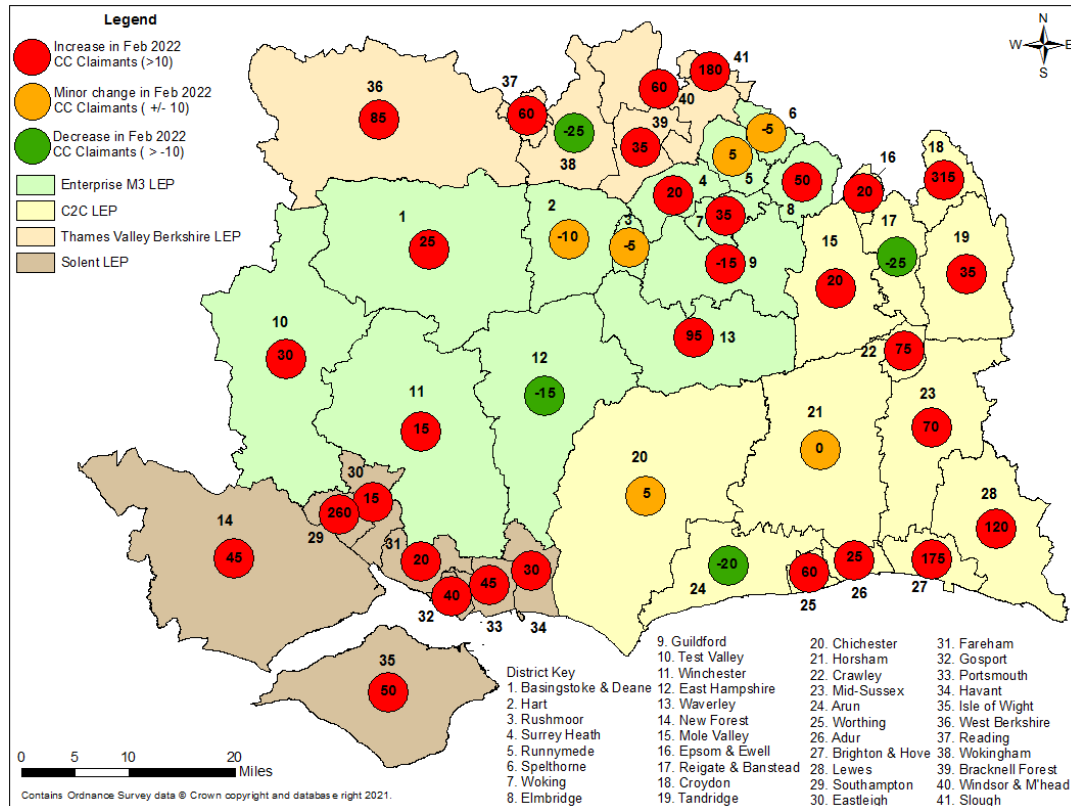 Legend
Increase in Feb 2022
CC Claimants (>10)
Minor change in Feb 2022
CC Claimants ( +/- 10)
Decrease in Feb 2022
CC Claimants ( > -10)
Enterprise M3 LEP
C2C LEP
Thames Valley Berkshire LEP
Solent LEP
N
W E
S
36
85
37
60
38
-25
39
35
40
60
41
180
6
-5
5
5
4
20
7
35
8
50
9
-15
1
25
2
-10
3
-5
10
30
11
15
12
-15
13
95
14
45
15
20
16
20
17
-25
18
315
19
35
20
5
21
0
22
75
23
70
24
-20
25
60
26
25
27
175
28
120
29
260
30
15
31
20
32
40
33
45
34
30
35
50
District Key
1. Basingstoke & Deane
2. Hart
3. Rushmoor
4. Surrey Heath
5. Runnymede
6. Spelthorne
7. Woking
8. Elmbridge
9. Guildford
10. Test Valley
11. Winchester
12. East Hampshire
13. Waverley
14. New Forest
15. Mole Valley
16. Epsom & Ewell
17. Reigate & Banstead
18. Croydon
19. Tandridge
20. Chichester
21. Horsham
22. Crawley
23. Mid-Sussex
24. Arun
25. Worthing
26. Adur
27. Brighton & Hove
28. Lewes
29. Southampton
30. Eastleigh
31. Fareham
32. Gosport
33. Portsmouth
34. Havant
35. Isle of Wight
36. West Berkshire
37. Reading
38. Wokingham
39. Bracknell Forest
40. Windsor & M'head
41. Slough
0 5 10 20
Miles
Contains Ordnance Survey data © Crown copyright and database right 2021.